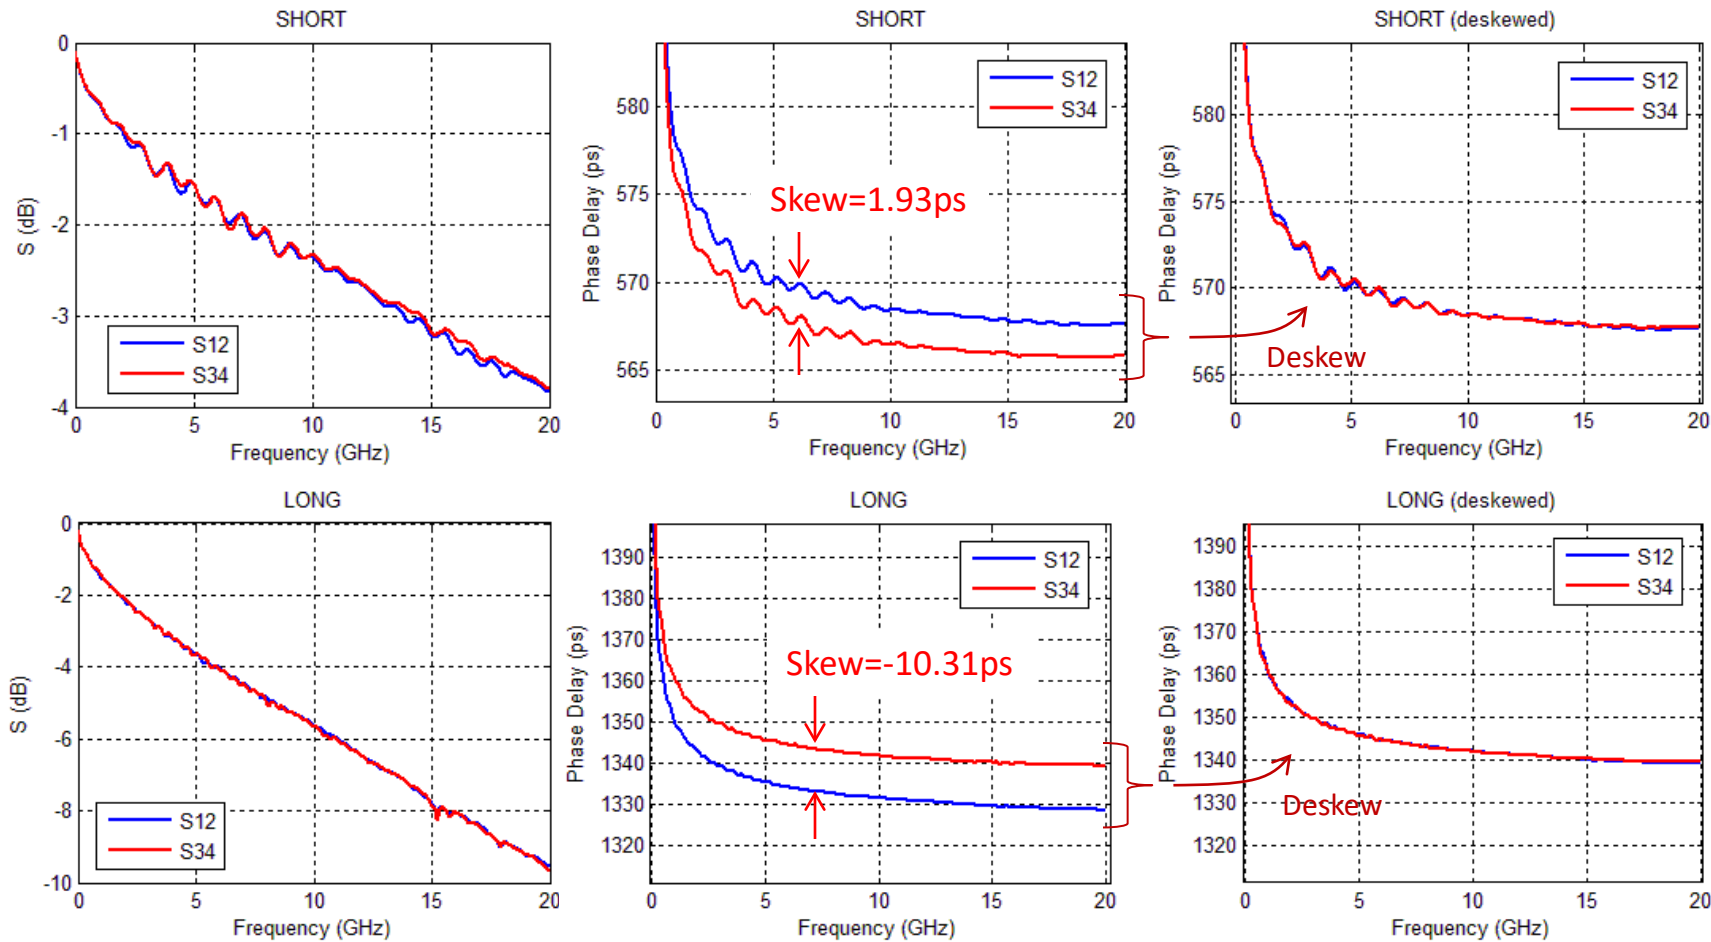 SHORT
0
-1
-2
-3
-4
S (dB)
S12
S34
0
5
10
15
20
Frequency (GHz)
SHORT
580
575
570
565
Phase Delay (ps)
S12
S34
Skew=1.93ps
0
5
10
15
20
Frequency (GHz)
SHORT (deskewed)
580
575
570
565
Phase Delay (ps)
S12
S34
Deskew
0
5
10
15
20
Frequency (GHz)
LONG
0
-2
-4
-6
-8
-10
S (dB)
S12
S34
0
5
10
15
20
Frequency (GHz)
LONG
1390
1380
1370
1360
1350
1340
1330
1320
Phase Delay (ps)
S12
S34
Skew=-10.31ps
0
5
10
15
20
Frequency (GHz)
LONG (deskewed)
1390
1380
1370
1360
1350
1340
1330
1320
Phase Delay (ps)
S12
S34
Deskew
0
5
10
15
20
Frequency (GHz)